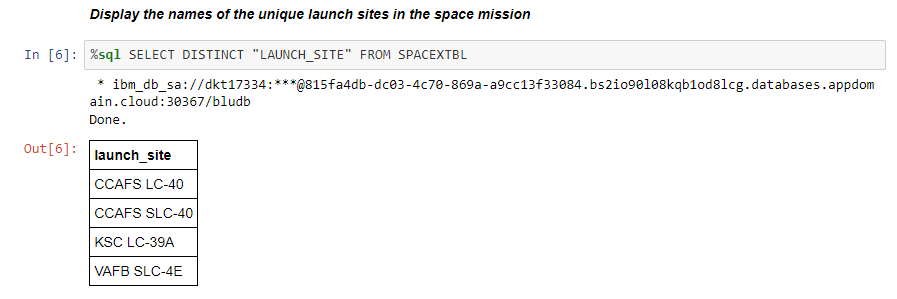 Display the names of the unique launch sites in the space mission
In [6]: %sql SELECT DISTINCT "LAUNCH_SITE" FROM SPACEXTBL
* ibm_db_sa://dkt17334:***@815fa4db-dc03-4c70-869a-a9cc13f33084.bs2io90l08kqb1od8lcg.databases.appdom
ain.cloud:30367/bludb
Done.
Out[6]:
launch_site
CCAFS LC-40
CCAFS SLC-40
KSC LC-39A
VAFB SLC-4E